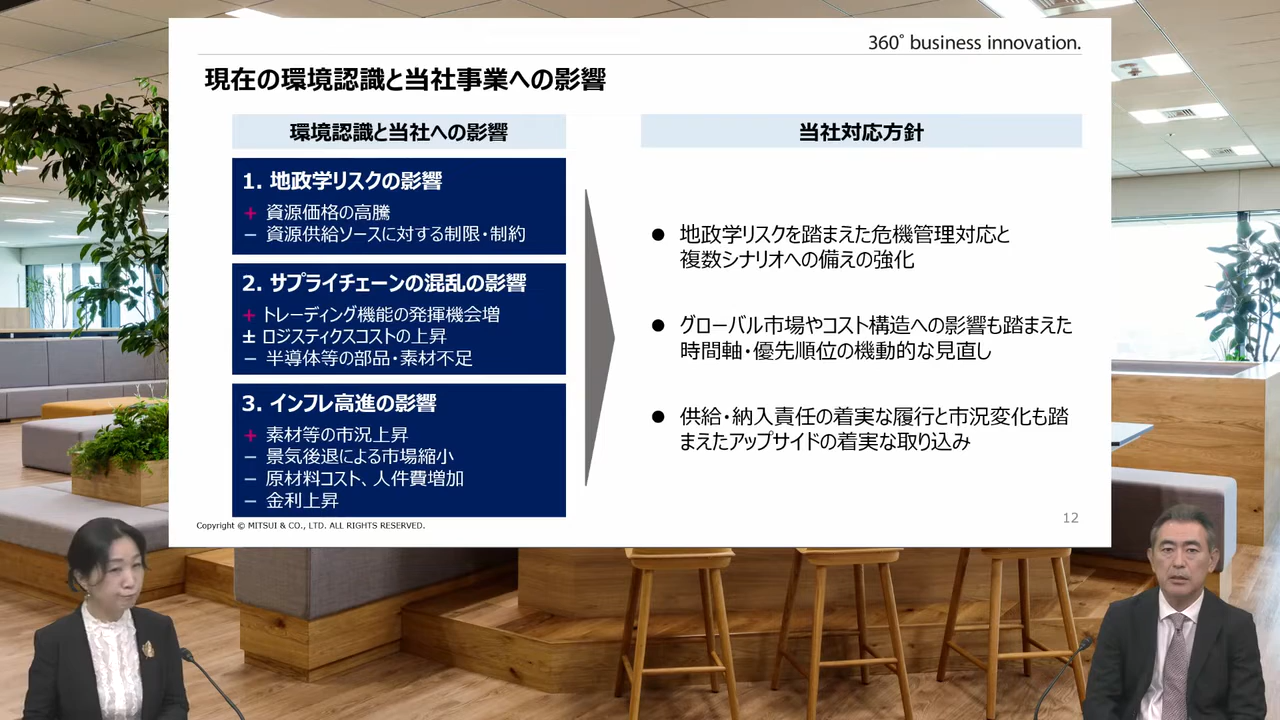 360° business innovation.
現在の環境認識と当社事業への影響
環境認識と当社への影響
1. 地政学リスクの影響
+ 資源価格の高騰
− 資源供給ソースに対する制限・制約
2. サプライチェーンの混乱の影響
+ トレーディング機能の発揮機会増
± ロジスティクスコストの上昇
− 半導体等の部品・素材不足
3. インフレ高進の影響
+ 素材等の市況上昇
− 景気後退による市場縮小
− 原材料コスト、人件費増加
− 金利上昇
当社対応方針
● 地政学リスクを踏まえた危機管理対応と
複数シナリオへの備えの強化
● グローバル市場やコスト構造への影響も踏まえた
時間軸・優先順位の機動的な見直し
● 供給・納入責任の着実な履行と市況変化も踏
まえたアップサイドの着実な取り込み
Copyright © MITSUI & CO., LTD. ALL RIGHTS RESERVED.
12